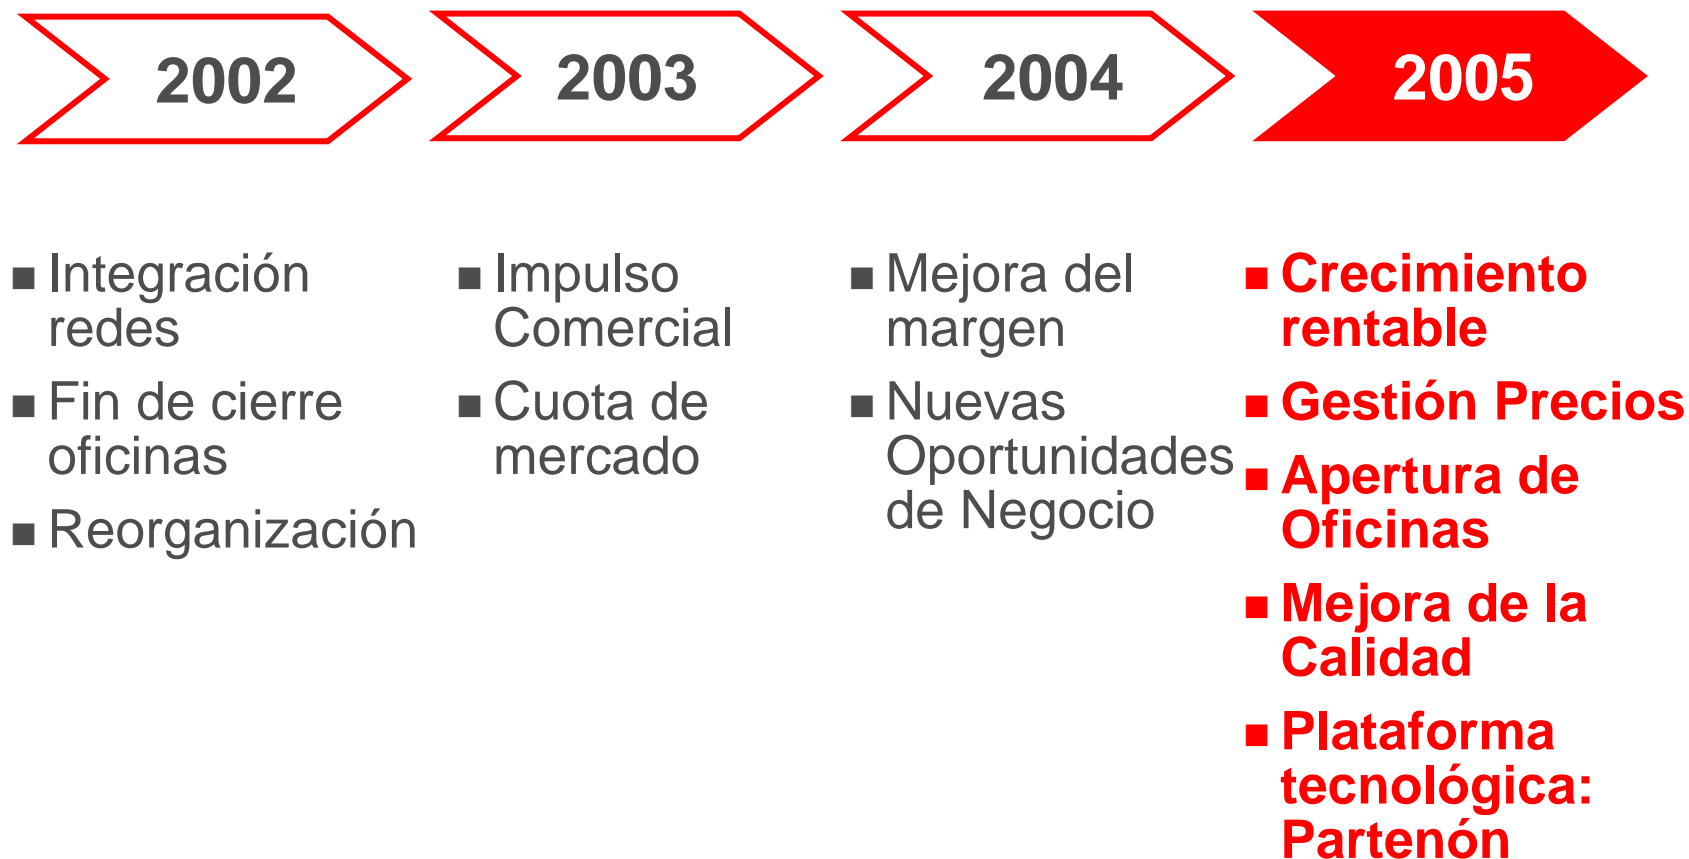 2002
2003
2004
2005
Integración
redes
Fin de cierre
oficinas
Reorganización
Impulso
Comercial
Cuota de
mercado
Mejora del
margen
Nuevas
Oportunidades
de Negocio
Crecimiento
rentable
Gestión Precios
Apertura de
Oficinas
Mejora de la
Calidad
Plataforma
tecnológica:
Partenón